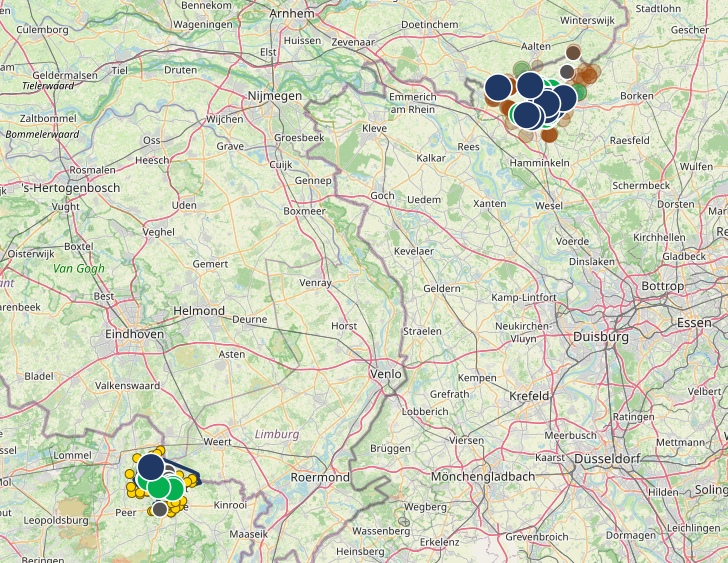 Bennekom
Stadtlohn
Culemborg
Wageningen
Arnhem
Doetinchem
Winterswijk
Gescher
Huissen
Zevenaar
Elst
Aalten
Geldermalsen
Tiel
Druten
Tielerwaard
Nijmegen
Emmerich
am Rhein
Borken
Zaltbommel
Wijchen
Bommelerwaard
Groesbeek
Kleve
Oss
Grave
Rees
Raesfeld
Heesch
Kalkar
Hamminkeln
Rosmalen
Cuijk
Wulfen
's-Hertogenbosch
Gennep
Schermbeck
Vught
Uden
Boxmeer
Goch
Uedem
Xanten
Wesel
Dorsten
Veghel
Boxtel
Oisterwijk
Kevelaer
Voerde
Kirchhellen
Gladbeck
Van Gogh
Gemert
Dinslaken
Best
Venray
Geldern
Kamp-Lintfort
Bottrop
Helmond
Deurne
Horst
Straelen
Neukirchen
Vluyn
Essen
Eindhoven
Duisburg
Asten
Bladel
Valkenswaard
Venlo
Kempen
Velbert
Grefrath
Krefeld
Lobberich
Ratingen
Limburg
Weert
Viersen
Meerbusch
Mettmann
Lommel
Brüggen
Kaarst
Düsseldorf
Roermond
Mönchengladbach
Hilden
Peer
Kinrooi
Wegberg
Leopoldsburg
Maaseik
Wassenberg
Grevenbroich
Dormagen
Leichlingen
Erkelenz
Heinsberg
Beringen